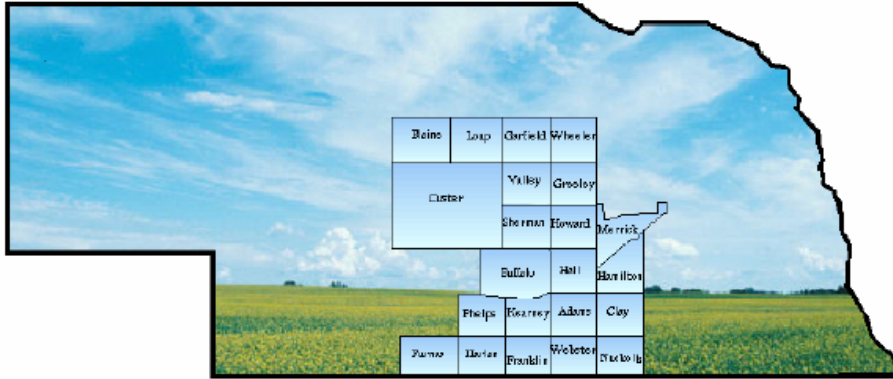 Blaine
Loup
Garfield
Wheeler
Custer
Valley
Greeley
Sherman
Howard
Merrick
Buffalo
Hall
Hamilton
Phelps
Kearney
Adams
Clay
Furnas
Harlan
Franklin
Webster
Nuckolls